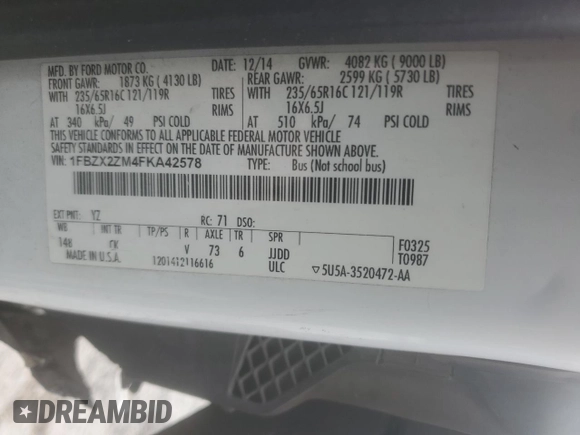 MFD. BY FORD MOTOR CO. 12/14 GVWR: 4082 KG ( 9000 LB)
FRONT GAWR: 1873 KG ( 4130 LB) REAR GAWR: 2599 KG ( 5730 LB)
WITH 235/65R16C 121/119R TIRES WITH 235/65R16C 121/119R TIRES
16X6.5J RIMS 16X6.5J RIMS
AT 340 kPa/ 49 PSI COLD AT 510 kPa/ 74 PSI COLD
THIS VEHICLE CONFORMS TO ALL APPLICABLE FEDERAL MOTOR VEHICLE
SAFETY STANDARDS IN EFFECT ON THE DATE OF MANUFACTURE SHOWN ABOVE.
VIN: 1FBZX2ZM4FKA42578 TYPE: Bus (Not school bus)
EXT PNT: YZ RC: 71 DSO:
WB INT TR TP/PS R AXLE TR SPR
148 FK V 73 6 JJDD F0325
MADE IN U.S.A. 1201412116616 ULC T0987
▽5U5A-3520472-AA
DREAMBID